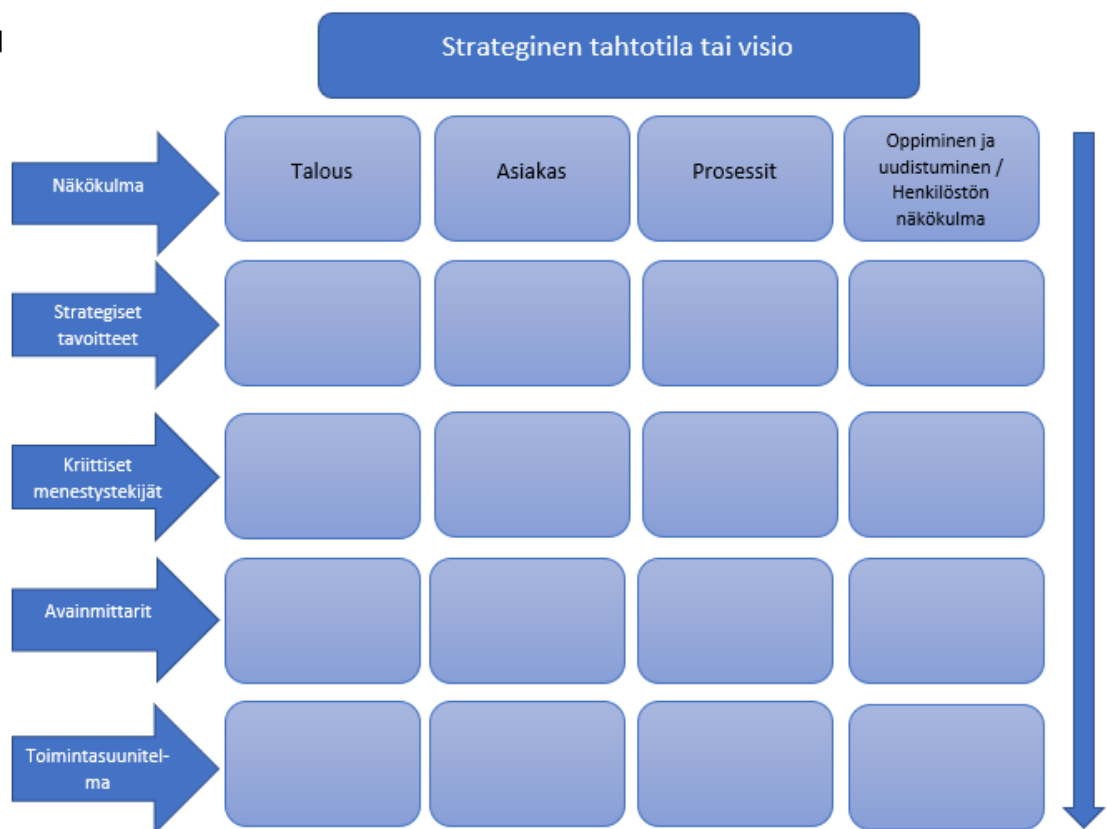 Strateginen tahtotila tai visio
Näkökulma
Talous
Asiakas
Prosessit
Oppiminen ja
uudistuminen /
Henkilöstön
näkökulma
Strategiset
tavoitteet
Kriittiset
menestystekijät
Avainmittarit
Toimintasuunitel-
ma